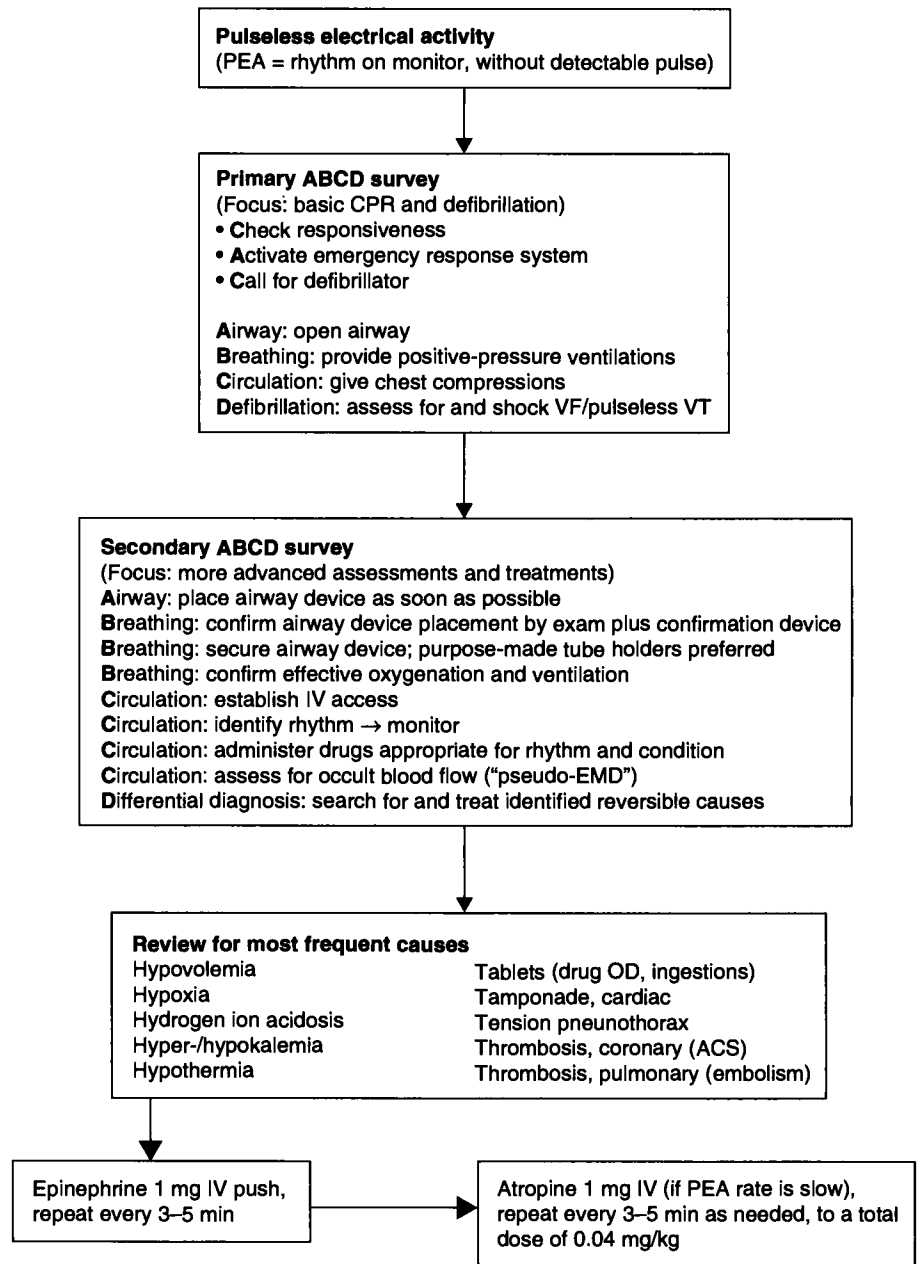 Pulseless electrical activity
(PEA = rhythm on monitor, without detectable pulse)
Primary ABCD survey
(Focus: basic CPR and defibrillation)
• Check responsiveness
• Activate emergency response system
• Call for defibrillator
Airway: open airway
Breathing: provide positive-pressure ventilations
Circulation: give chest compressions
Defibrillation: assess for and shock VF/pulseless VT
Secondary ABCD survey
(Focus: more advanced assessments and treatments)
Airway: place airway device as soon as possible
Breathing: confirm airway device placement by exam plus confirmation device
Breathing: secure airway device; purpose-made tube holders preferred
Breathing: confirm effective oxygenation and ventilation
Circulation: establish IV access
Circulation: identify rhythm → monitor
Circulation: administer drugs appropriate for rhythm and condition
Circulation: assess for occult blood flow (“pseudo-EMD”)
Differential diagnosis: search for and treat identified reversible causes
Review for most frequent causes
Hypovolemia
Hypoxia
Hydrogen ion acidosis
Hyper-/hypokalemia
Hypothermia
Tablets (drug OD, ingestions)
Tamponade, cardiac
Tension pneunothorax
Thrombosis, coronary (ACS)
Thrombosis, pulmonary (embolism)
Epinephrine 1 mg IV push,
repeat every 3–5 min
Atropine 1 mg IV (if PEA rate is slow),
repeat every 3–5 min as needed, to a total
dose of 0.04 mg/kg